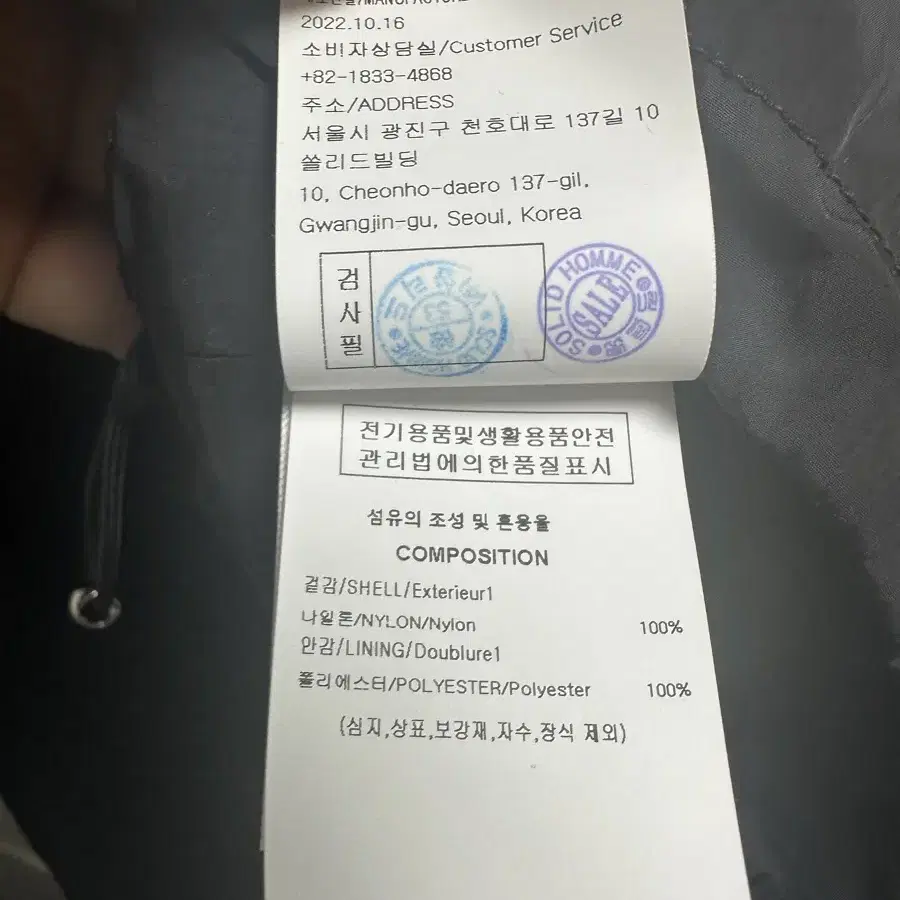 2022.10.16
소비자상담실/Customer Service
+82-1833-4868
주소/ADDRESS
서울시 광진구 천호대로 137길 10
쏠리드빌딩
10, Cheonho-daero 137-gil,
Gwangjin-gu, Seoul, Korea
검사필
SOLID HOMME
SALE
전기용품및생활용품안전
관리법에의한품질표시
섬유의 조성 및 혼용율
COMPOSITION
겉감/SHELL/Exterieur1
나일론/NYLON/Nylon 100%
안감/LINING/Doublure1
폴리에스터/POLYESTER/Polyester 100%
(심지,상표,보강재,자수,장식 제외)